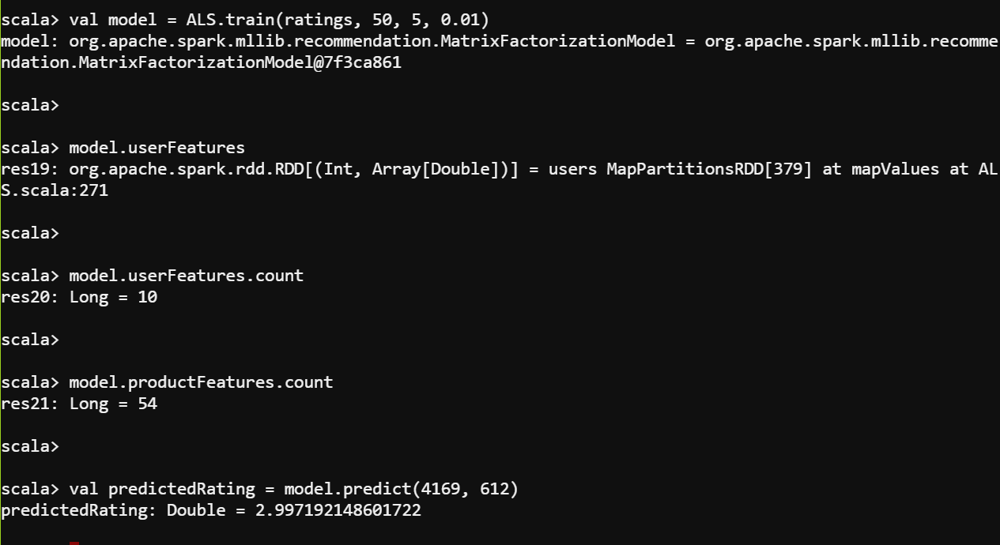 scala> val model = ALS.train(ratings, 50, 5, 0.01)
model: org.apache.spark.mllib.recommendation.MatrixFactorizationModel = org.apache.spark.mllib.recomme
ndation.MatrixFactorizationModel@7f3ca861
scala>
scala> model.userFeatures
res19: org.apache.spark.rdd.RDD[(Int, Array[Double])] = users MapPartitionsRDD[379] at mapValues at AL
S.scala:271
scala>
scala> model.userFeatures.count
res20: Long = 10
scala>
scala> model.productFeatures.count
res21: Long = 54
scala>
scala> val predictedRating = model.predict(4169, 612)
predictedRating: Double = 2.997192148601722